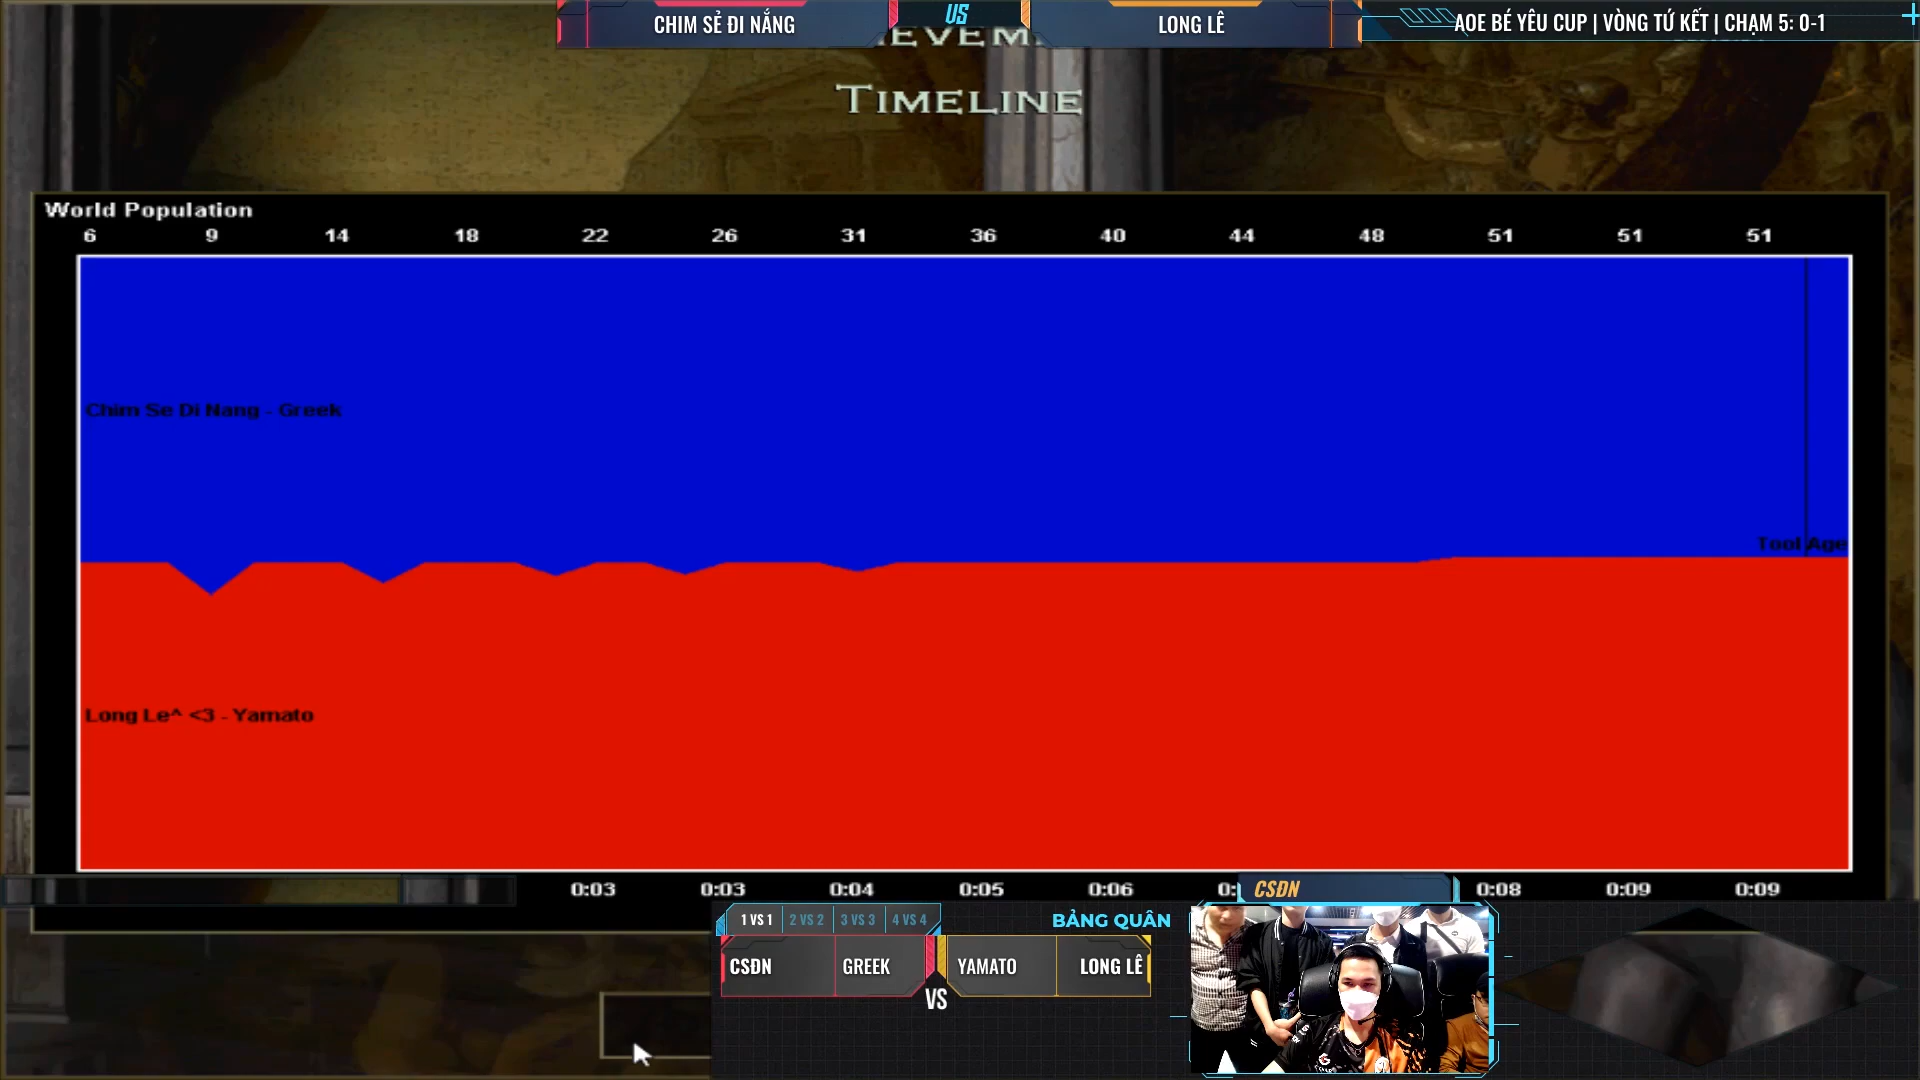 CHIM SẺ ĐI NẮNG
VS
LONG LÊ
AOE BÉ YÊU CUP | VÒNG TỨ KẾT | CHẠM 5: 0-1
Timeline
World Population
6 9 14 18 22 26 31 36 40 44 48 51 51 51
Chim Se Di Nang - Greek
Tool Age
Long Le^ <3 - Yamato
0:03 0:03 0:04 0:05 0:06 0: 0:08 0:09 0:09
CSĐN
1 VS 1 2 VS 2 3 VS 3 4 VS 4
BẢNG QUÂN
CSĐN GREEK VS YAMATO LONG LÊ